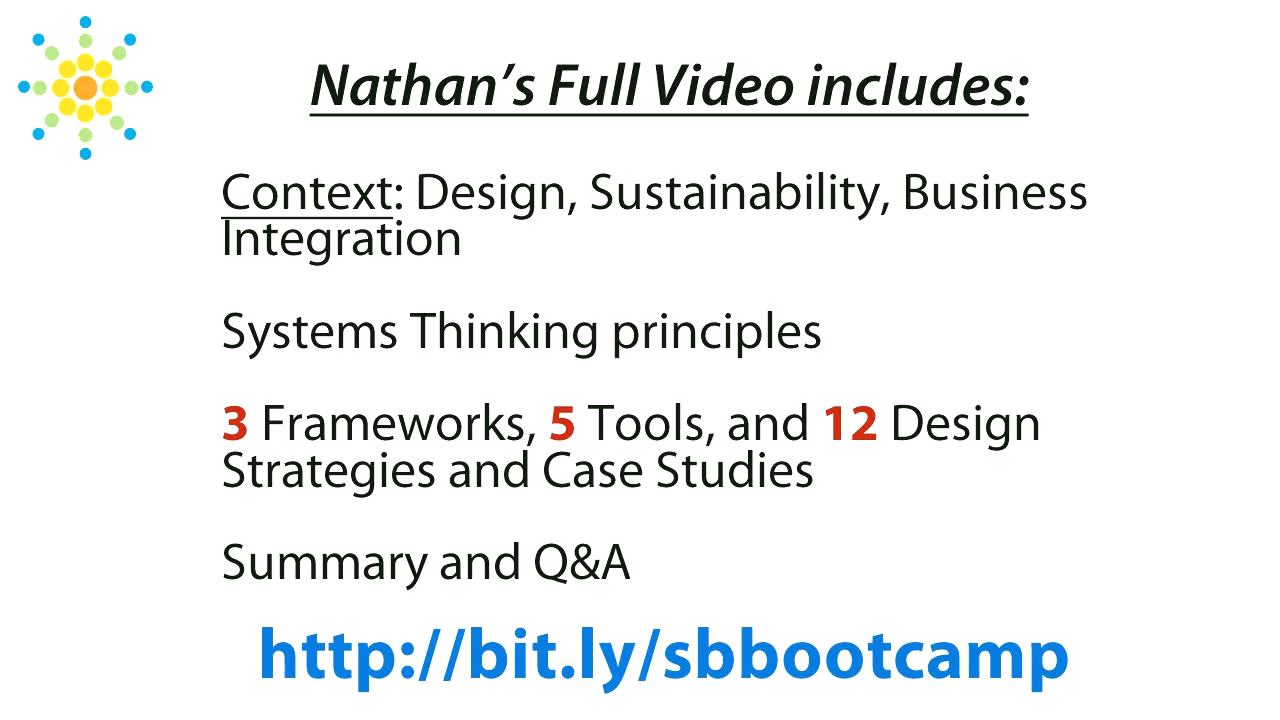 Nathan’s Full Video includes:
Context: Design, Sustainability, Business
Integration
Systems Thinking principles
3 Frameworks, 5 Tools, and 12 Design
Strategies and Case Studies
Summary and Q&A
http://bit.ly/sbbootcamp